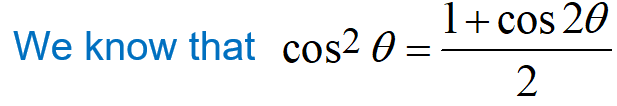 We know that cos² θ = (1 + cos 2θ) / 2